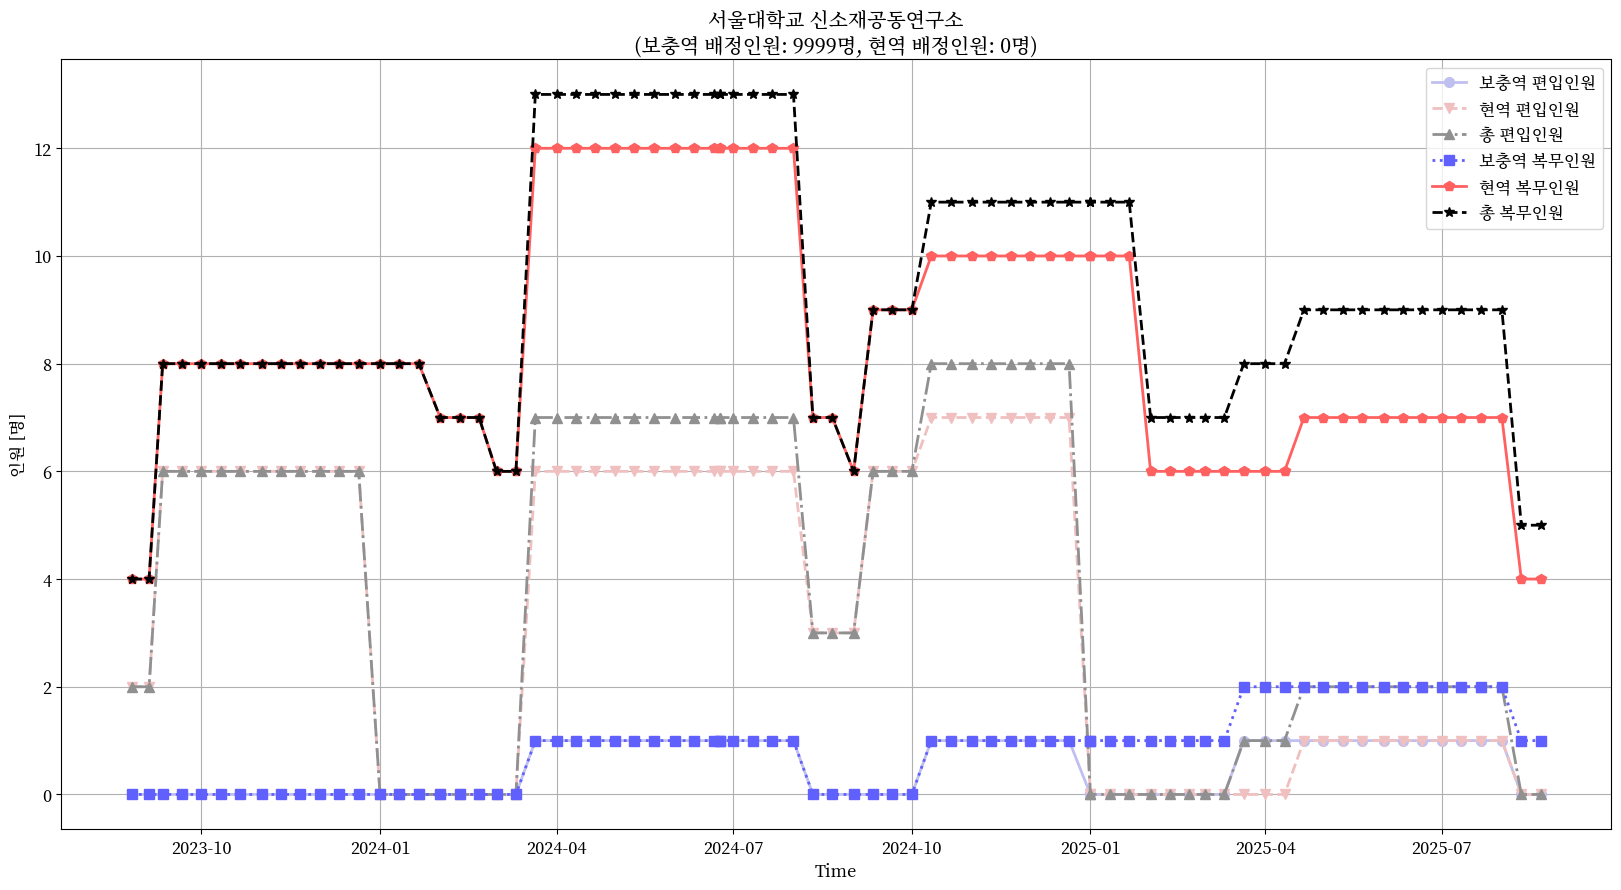 서울대학교 신소재공동연구소
(보충역 배정인원: 9999명, 현역 배정인원: 0명)
보충역 편입인원
현역 편입인원
총 편입인원
보충역 복무인원
현역 복무인원
총 복무인원
인원 [명]
12
10
8
6
4
2
0
2023-10
2024-01
2024-04
2024-07
2024-10
2025-01
2025-04
2025-07
Time